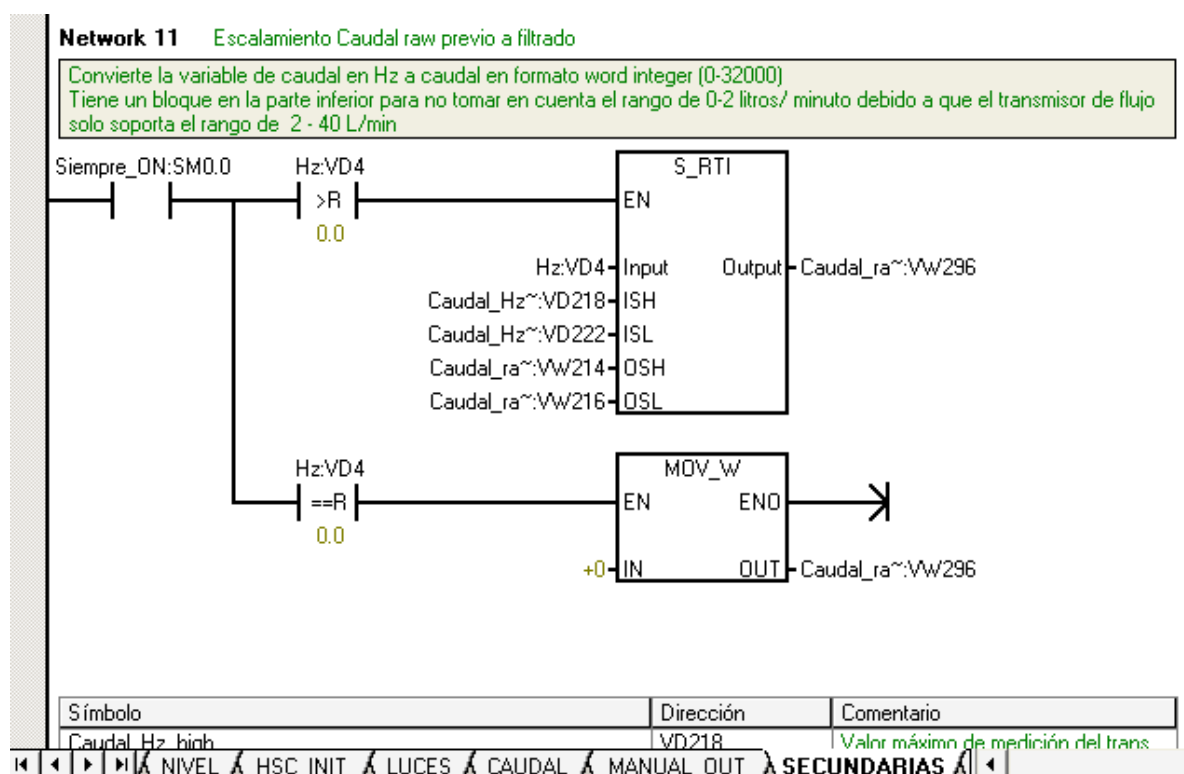 Network 11 Escalamiento Caudal raw previo a filtrado
Convierte la variable de caudal en Hz a caudal en formato word integer (0-32000)
Tiene un bloque en la parte inferior para no tomar en cuenta el rango de 0-2 litros/ minuto debido a que el transmisor de flujo
solo soporta el rango de 2 - 40 L/min
Siempre_ON:SM0.0 Hz:VD4 S_RTI
>R EN
0.0
Hz:VD4 Input Output Caudal_ra~:VW296
Caudal_Hz~:VD218 ISH
Caudal_Hz~:VD222 ISL
Caudal_ra~:VW214 OSH
Caudal_ra~:VW216 OSL
Hz:VD4 MOV_W
==R EN ENO
0.0
+0 IN OUT Caudal_ra~:VW296
Símbolo Dirección Comentario
Caudal_Hz_high VD218 Valor máximo de medición del trans
NIVEL HSC_INIT LUCES CAUDAL MANUAL_OUT SECUNDARIAS